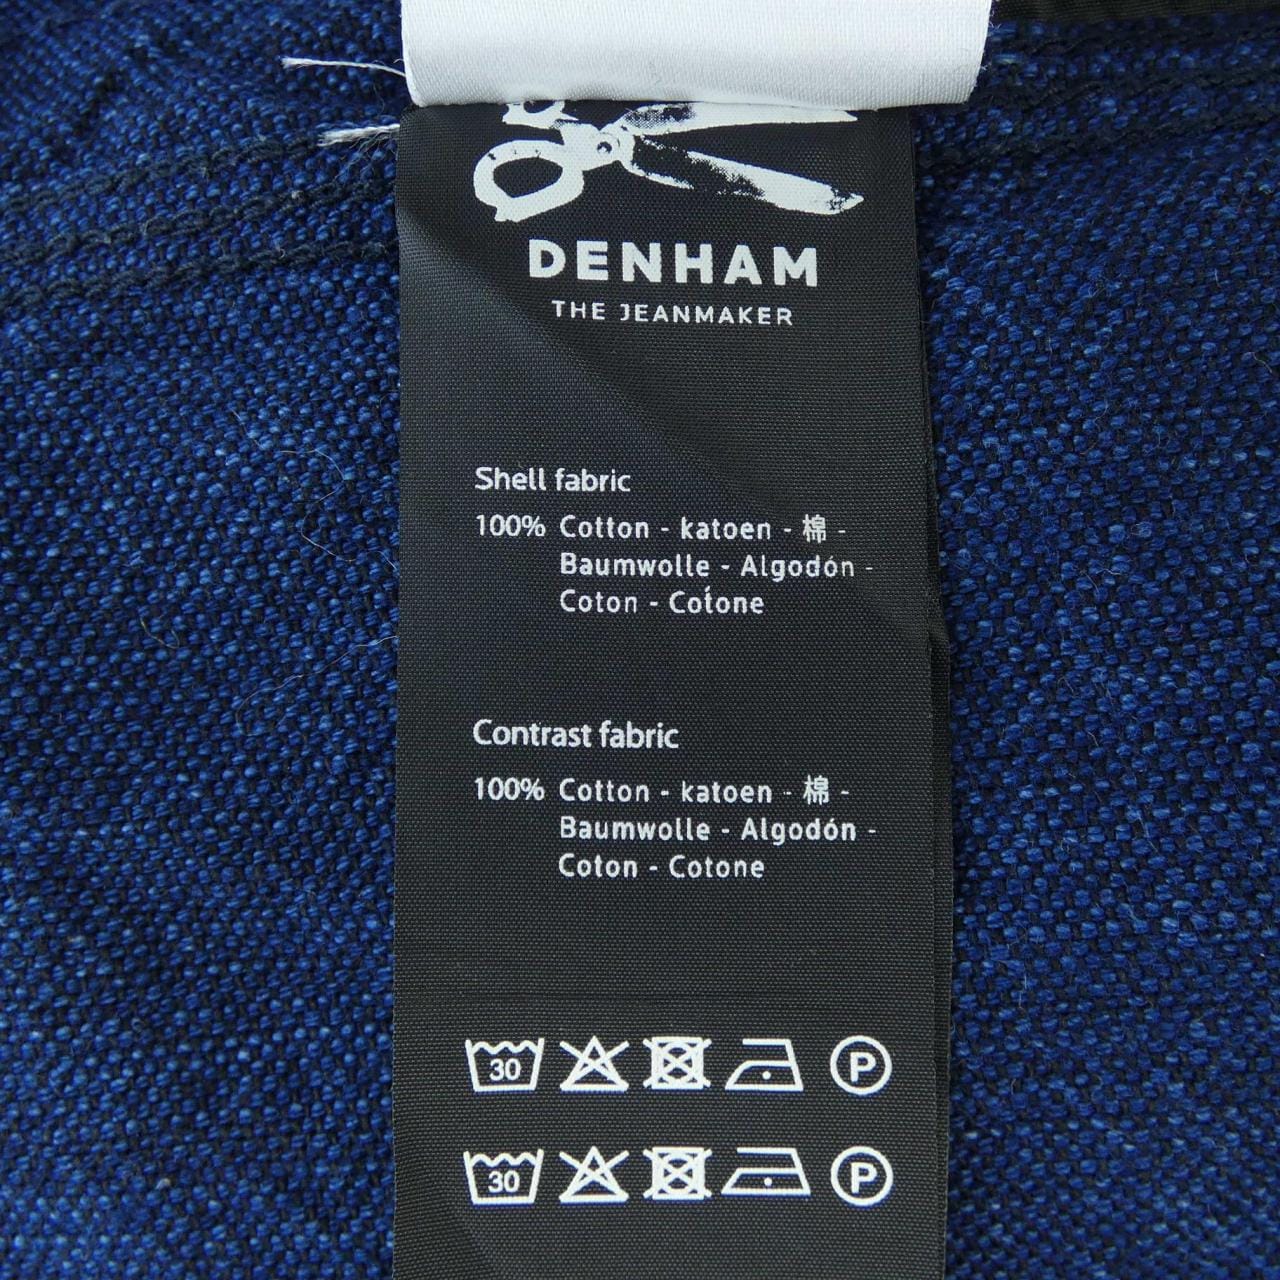 DENHAM
THE JEANMAKER
Shell fabric
100% Cotton - katoen - 棉 -
Baumwolle - Algodón -
Coton - Cotone
Contrast fabric
100% Cotton - katoen - 棉 -
Baumwolle - Algodón -
Coton - Cotone
30 P
30 P